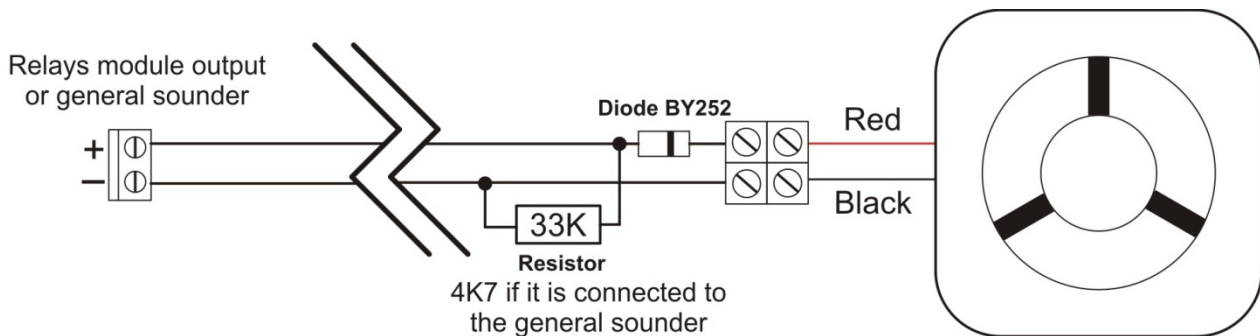 Relays module output
or general sounder
+
−
Diode BY252
Red
Black
33K
Resistor
4K7 if it is connected to
the general sounder